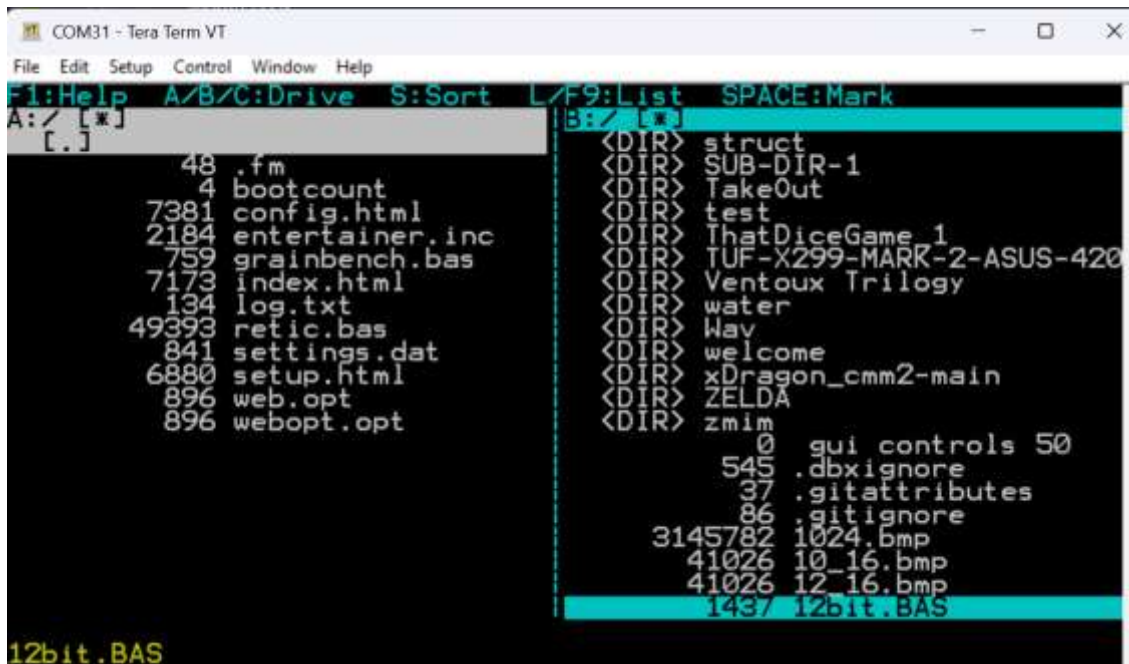 COM31 - Tera Term VT
File Edit Setup Control Window Help
F1:Help A/B/C:Drive S:Sort L/F9:List SPACE:Mark
A:/ [*]
[.]
48 .fm
4 bootcount
7381 config.html
2184 entertainer.inc
759 grainbench.bas
7173 index.html
134 log.txt
49393 retic.bas
841 settings.dat
6880 setup.html
896 web.opt
896 webopt.opt
B:/ [*]
<DIR> struct
<DIR> SUB-DIR-1
<DIR> TakeOut
<DIR> test
<DIR> ThatDiceGame_1
<DIR> TUF-X299-MARK-2-ASUS-420
<DIR> Ventoux Trilogy
<DIR> water
<DIR> Wav
<DIR> welcome
<DIR> xDragon_cmm2-main
<DIR> ZELDA
<DIR> zmim
0 gui controls 50
545 .dbxignore
37 .gitattributes
86 .gitignore
3145782 1024.bmp
41026 10_16.bmp
41026 12_16.bmp
1437 12bit.BAS
12bit.BAS